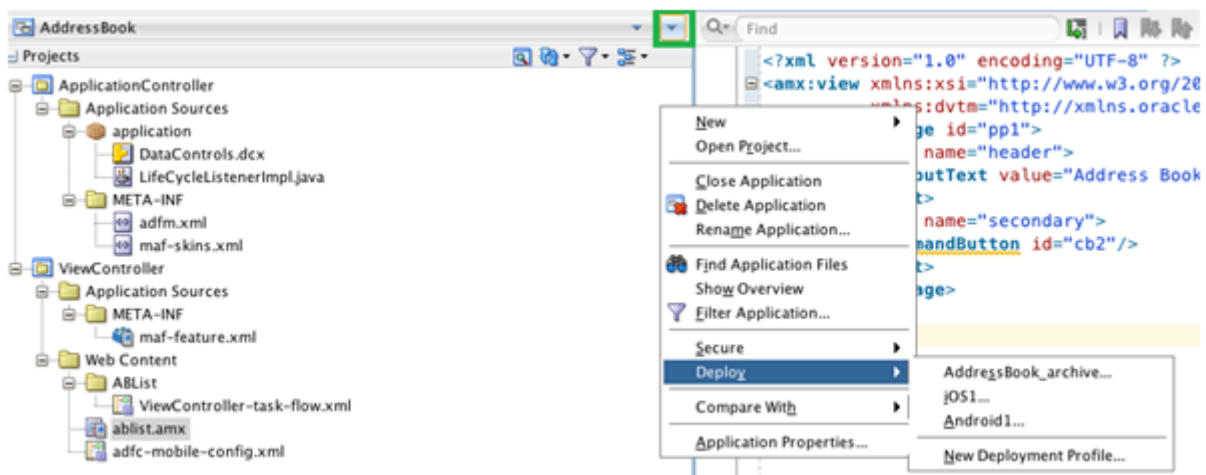 AddressBook
Projects
ApplicationController
Application Sources
application
DataControls.dcx
LifeCycleListenerImpl.java
META-INF
adfm.xml
maf-skins.xml
ViewController
Application Sources
META-INF
maf-feature.xml
Web Content
ABList
ViewController-task-flow.xml
ablist.amx
adfc-mobile-config.xml
New
Open Project...
Close Application
Delete Application
Rename Application...
Find Application Files
Show Overview
Filter Application...
Secure
Deploy
Compare With
Application Properties...
AddressBook_archive...
iOS1...
Android1...
New Deployment Profile...
Find
<?xml version="1.0" encoding="UTF-8" ?>
<amx:view xmlns:xsi="http://www.w3.org/20
xmlns:dvtm="http://xmlns.oracle
ge id="pp1">
name="header">
putText value="Address Book
t>
name="secondary">
mandButton id="cb2"/>
t>
age>